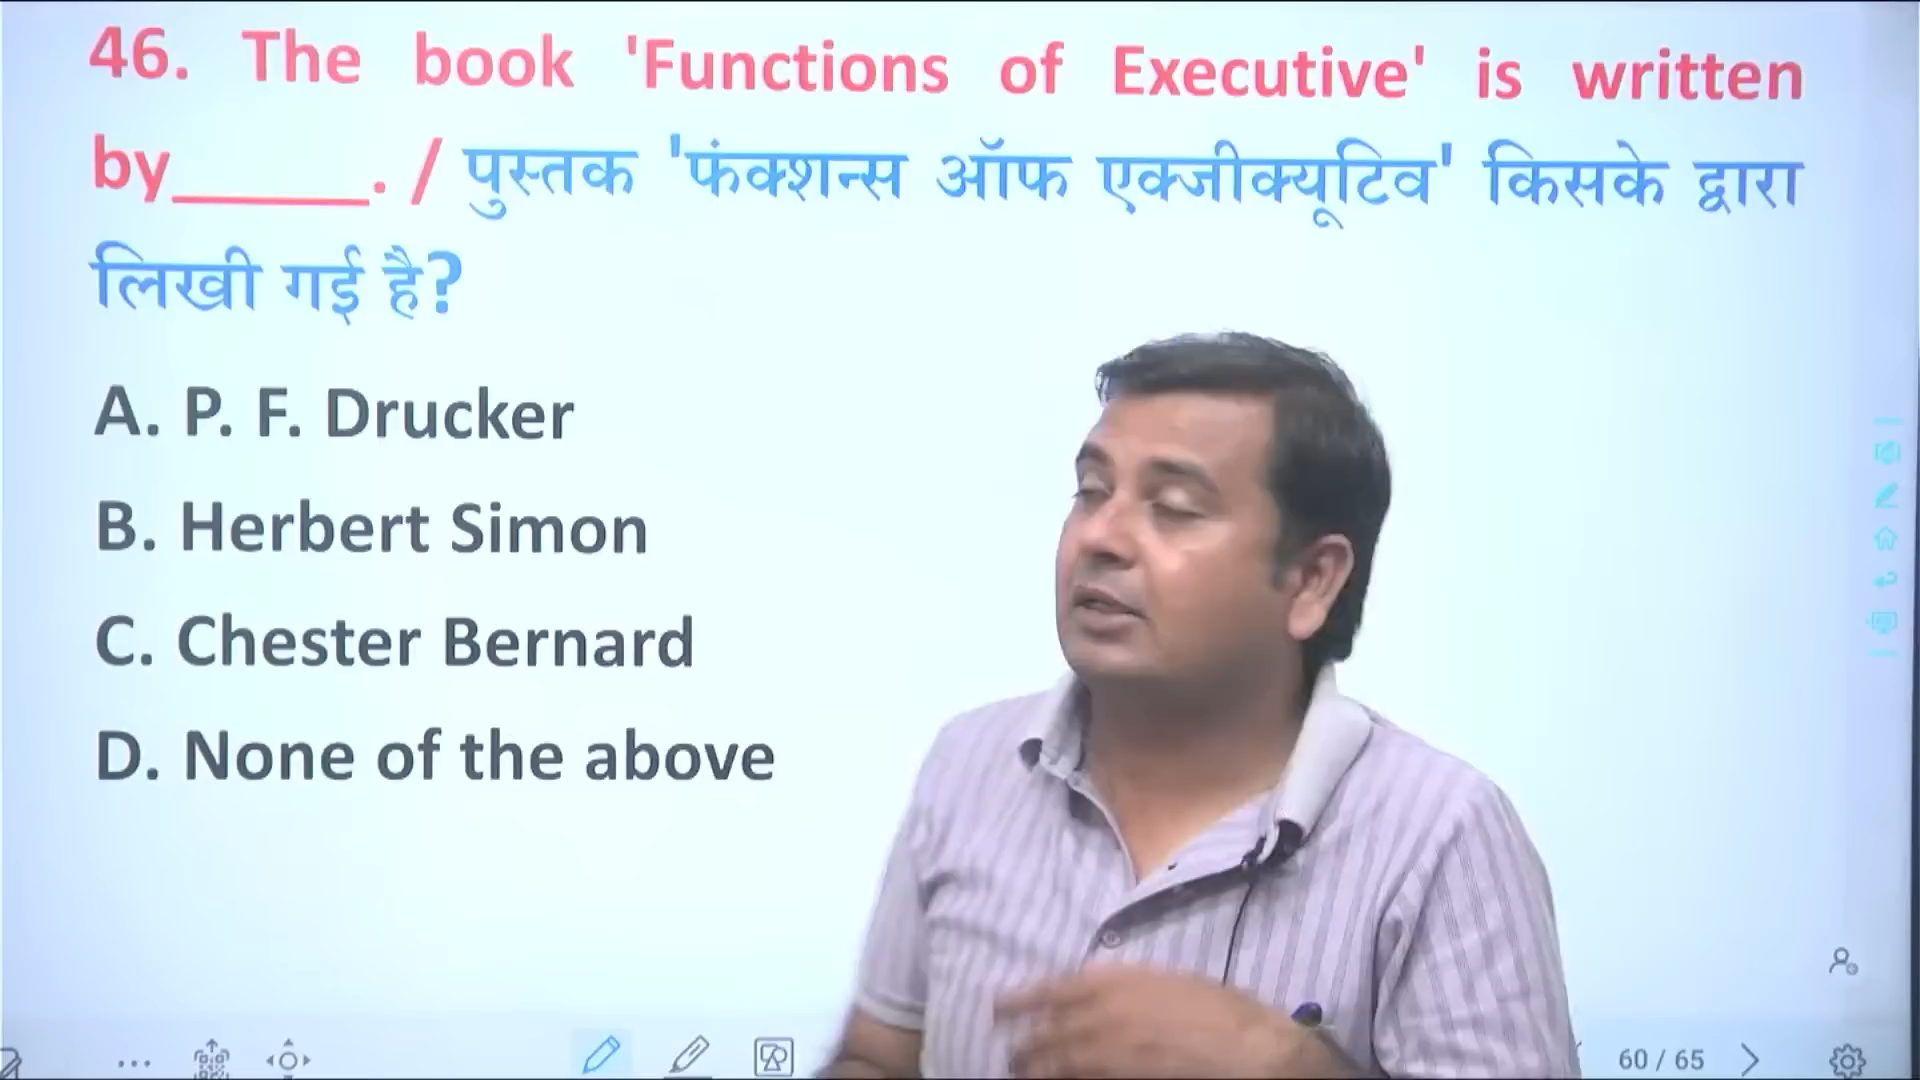 46. The book 'Functions of Executive' is written
by_____. / पुस्तक 'फंक्शन्स ऑफ एक्जीक्यूटिव' किसके द्वारा
लिखी गई है?
A. P. F. Drucker
B. Herbert Simon
C. Chester Bernard
D. None of the above
60 / 65